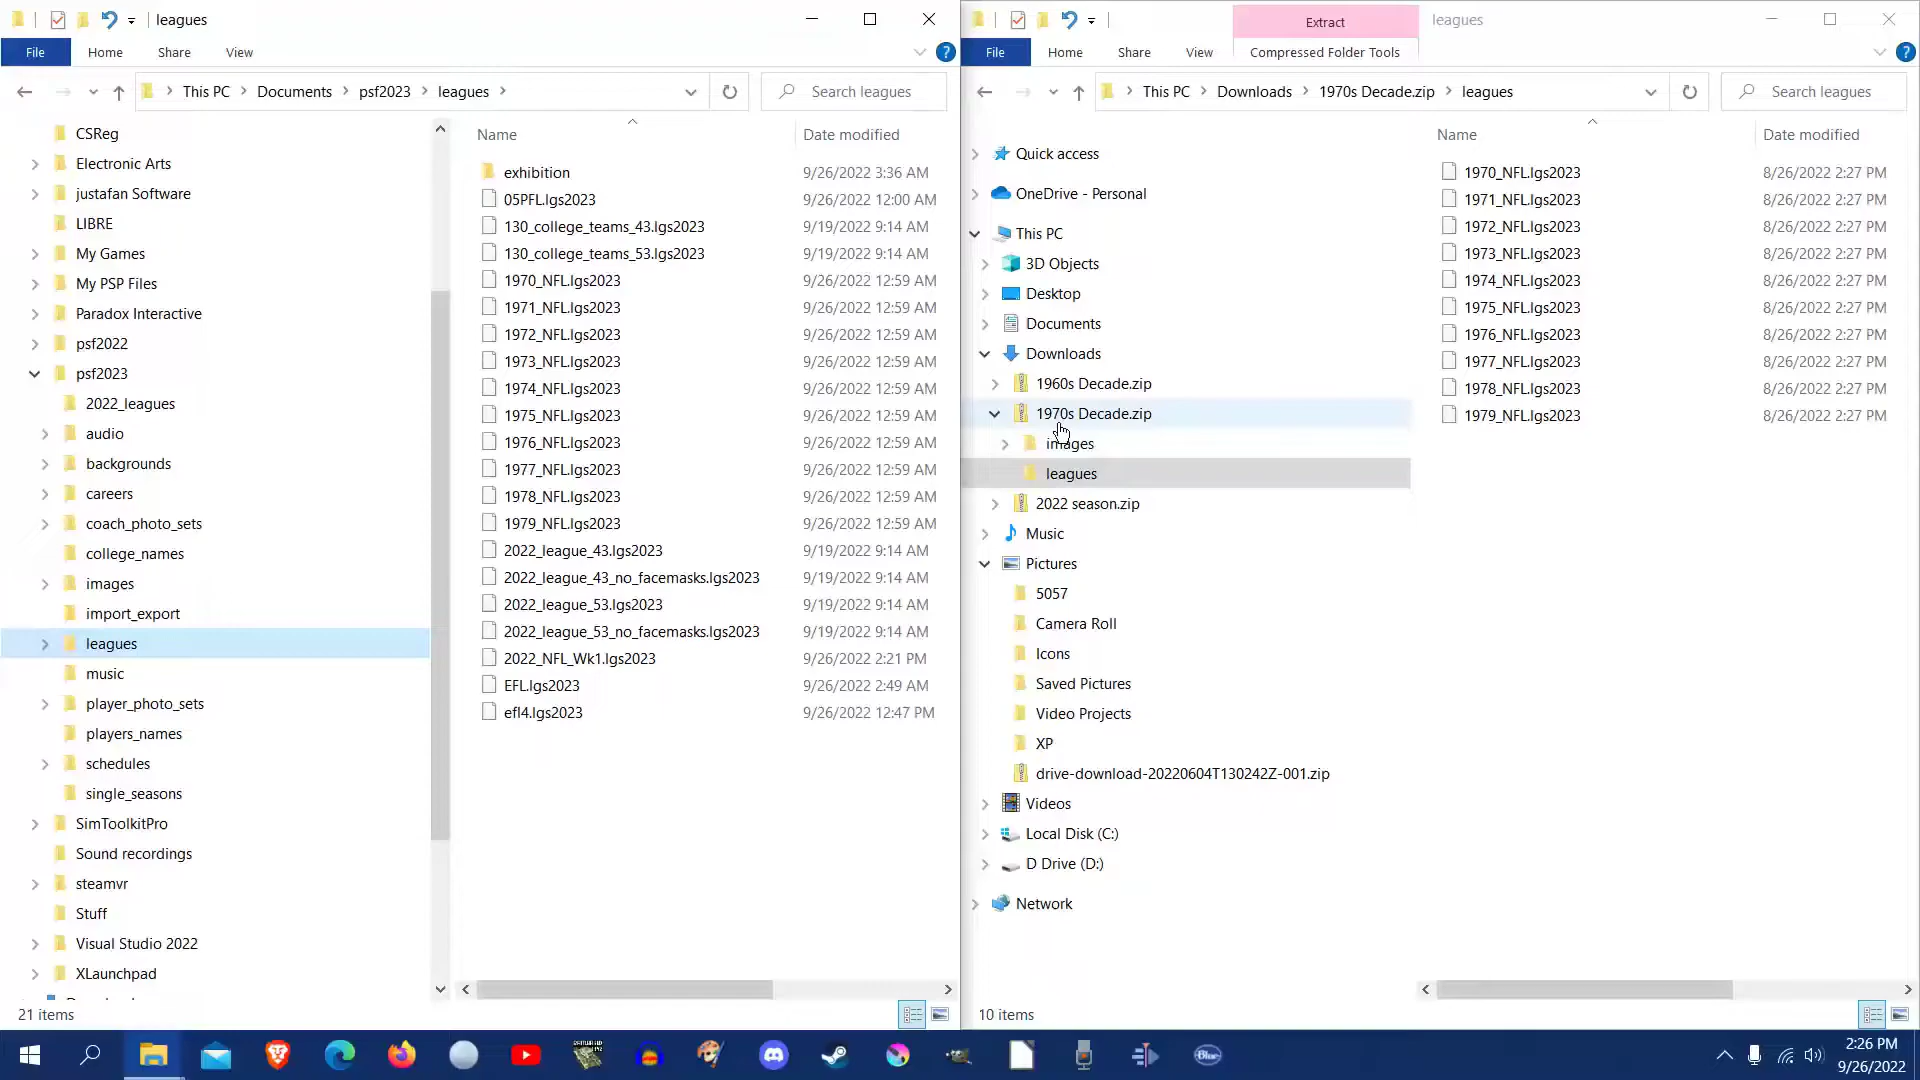 leagues
File
Home
Share
View
?
This PC
Documents
psf2023
leagues
Search leagues
CSReg
Electronic Arts
justafan Software
LIBRE
My Games
My PSP Files
Paradox Interactive
psf2022
psf2023
2022_leagues
audio
backgrounds
careers
coach_photo_sets
college_names
images
import_export
leagues
music
player_photo_sets
players_names
schedules
single_seasons
SimToolkitPro
Sound recordings
steamvr
Stuff
Visual Studio 2022
XLaunchpad
Name Date modified
exhibition 9/26/2022 3:36 AM
05PFL.lgs2023 9/26/2022 12:00 AM
130_college_teams_43.lgs2023 9/19/2022 9:14 AM
130_college_teams_53.lgs2023 9/19/2022 9:14 AM
1970_NFL.lgs2023 9/26/2022 12:59 AM
1971_NFL.lgs2023 9/26/2022 12:59 AM
1972_NFL.lgs2023 9/26/2022 12:59 AM
1973_NFL.lgs2023 9/26/2022 12:59 AM
1974_NFL.lgs2023 9/26/2022 12:59 AM
1975_NFL.lgs2023 9/26/2022 12:59 AM
1976_NFL.lgs2023 9/26/2022 12:59 AM
1977_NFL.lgs2023 9/26/2022 12:59 AM
1978_NFL.lgs2023 9/26/2022 12:59 AM
1979_NFL.lgs2023 9/26/2022 12:59 AM
2022_league_43.lgs2023 9/19/2022 9:14 AM
2022_league_43_no_facemasks.lgs2023 9/19/2022 9:14 AM
2022_league_53.lgs2023 9/19/2022 9:14 AM
2022_league_53_no_facemasks.lgs2023 9/19/2022 9:14 AM
2022_NFL_Wk1.lgs2023 9/26/2022 2:21 PM
EFL.lgs2023 9/26/2022 2:49 AM
efl4.lgs2023 9/26/2022 12:47 PM
21 items
Extract
leagues
File
Home
Share
View
Compressed Folder Tools
?
This PC
Downloads
1970s Decade.zip
leagues
Search leagues
Quick access
OneDrive - Personal
This PC
3D Objects
Desktop
Documents
Downloads
1960s Decade.zip
1970s Decade.zip
images
leagues
2022 season.zip
Music
Pictures
5057
Camera Roll
Icons
Saved Pictures
Video Projects
XP
drive-download-20220604T130242Z-001.zip
Videos
Local Disk (C:)
D Drive (D:)
Network
Name Date modified
1970_NFL.lgs2023 8/26/2022 2:27 PM
1971_NFL.lgs2023 8/26/2022 2:27 PM
1972_NFL.lgs2023 8/26/2022 2:27 PM
1973_NFL.lgs2023 8/26/2022 2:27 PM
1974_NFL.lgs2023 8/26/2022 2:27 PM
1975_NFL.lgs2023 8/26/2022 2:27 PM
1976_NFL.lgs2023 8/26/2022 2:27 PM
1977_NFL.lgs2023 8/26/2022 2:27 PM
1978_NFL.lgs2023 8/26/2022 2:27 PM
1979_NFL.lgs2023 8/26/2022 2:27 PM
10 items
Blue
2:26 PM
9/26/2022